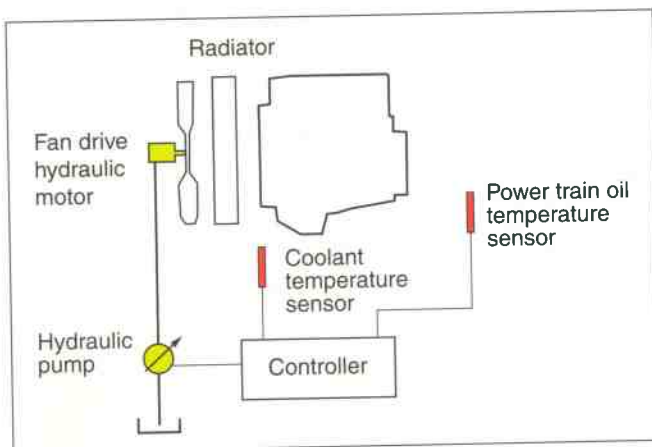 Radiator
Fan drive
hydraulic
motor
Power train oil
temperature
sensor
Coolant
temperature
sensor
Hydraulic
pump
Controller